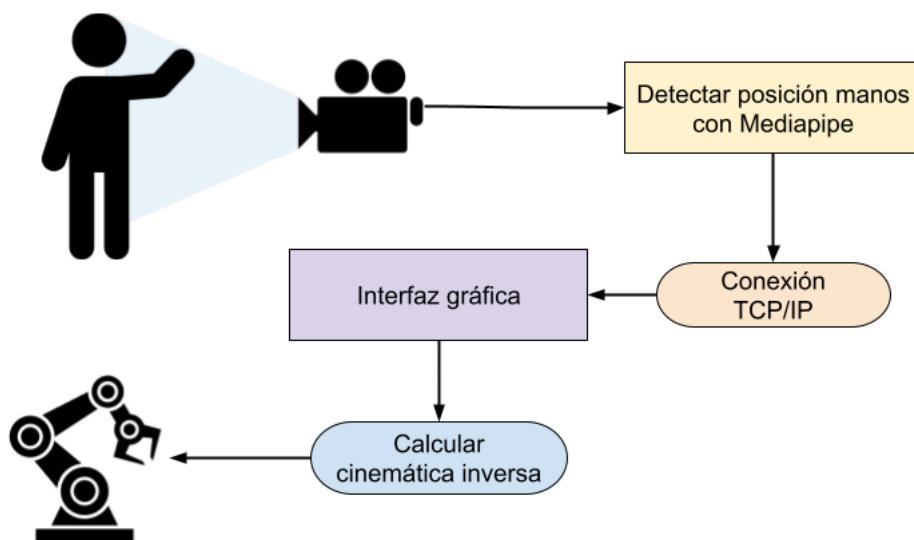 Detectar posición manos
con Mediapipe
Conexión
TCP/IP
Interfaz gráfica
Calcular
cinemática inversa